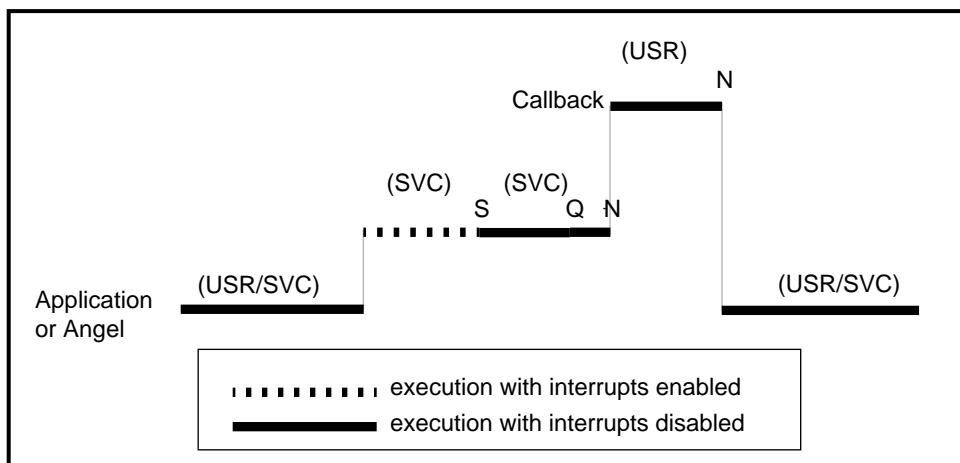 (USR)
N
Callback
(SVC)
(SVC)
S
Q
N
(USR/SVC)
(USR/SVC)
Application
or Angel
execution with interrupts enabled
execution with interrupts disabled